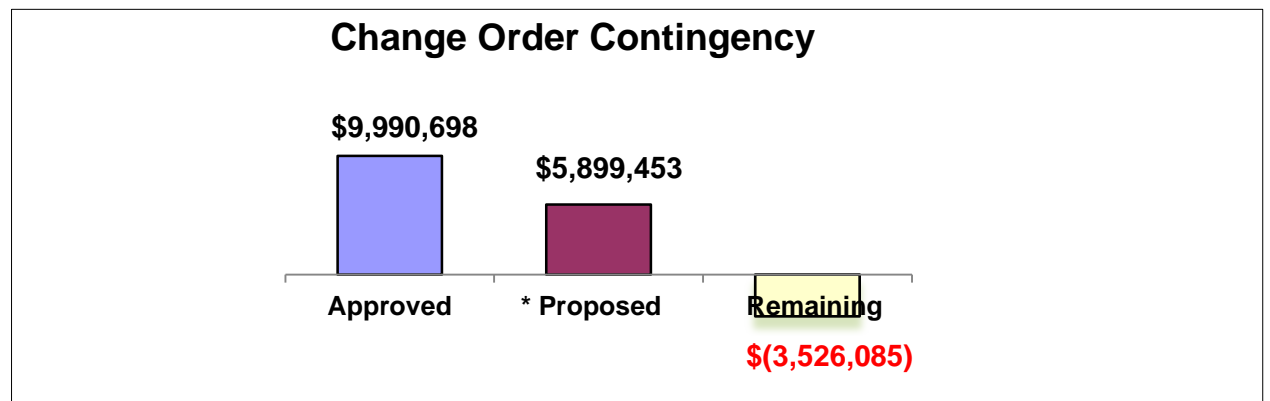 Change Order Contingency
$9,990,698
$5,899,453
Approved
* Proposed
Remaining
$(3,526,085)